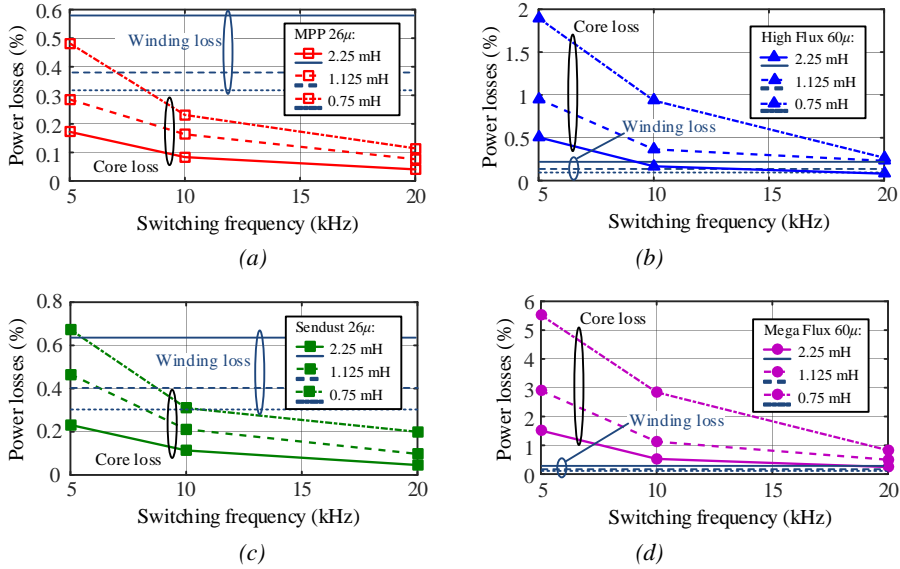 0.6
0.5
0.4
0.3
0.2
0.1
0
Power losses (%)
Winding loss
Core loss
MPP 26μ:
2.25 mH
1.125 mH
0.75 mH
5
10
15
20
Switching frequency (kHz)
(a)
2
1.5
1
0.5
0
Power losses (%)
Core loss
Winding loss
High Flux 60μ:
2.25 mH
1.125 mH
0.75 mH
5
10
15
20
Switching frequency (kHz)
(b)
0.8
0.6
0.4
0.2
0
Power losses (%)
Winding loss
Core loss
Sendust 26μ:
2.25 mH
1.125 mH
0.75 mH
5
10
15
20
Switching frequency (kHz)
(c)
6
5
4
3
2
1
0
Power losses (%)
Core loss
Winding loss
Mega Flux 60μ:
2.25 mH
1.125 mH
0.75 mH
5
10
15
20
Switching frequency (kHz)
(d)